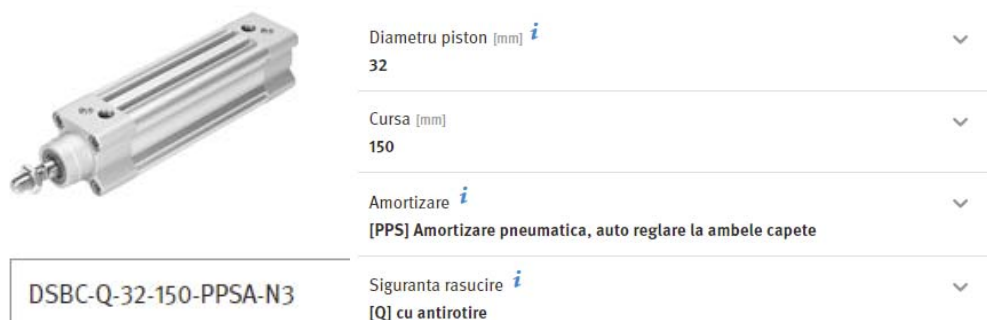 Diametru piston [mm] i
32
Cursa [mm]
150
Amortizare i
[PPS] Amortizare pneumatica, auto reglare la ambele capete
DSBC-Q-32-150-PPSA-N3
Siguranta rasucire i
[Q] cu antirotire